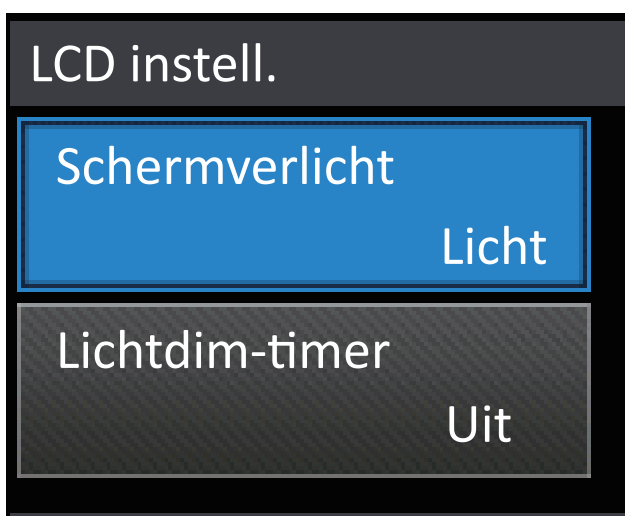 LCD instell.
Schermverlicht
Licht
Lichtdim-timer
Uit